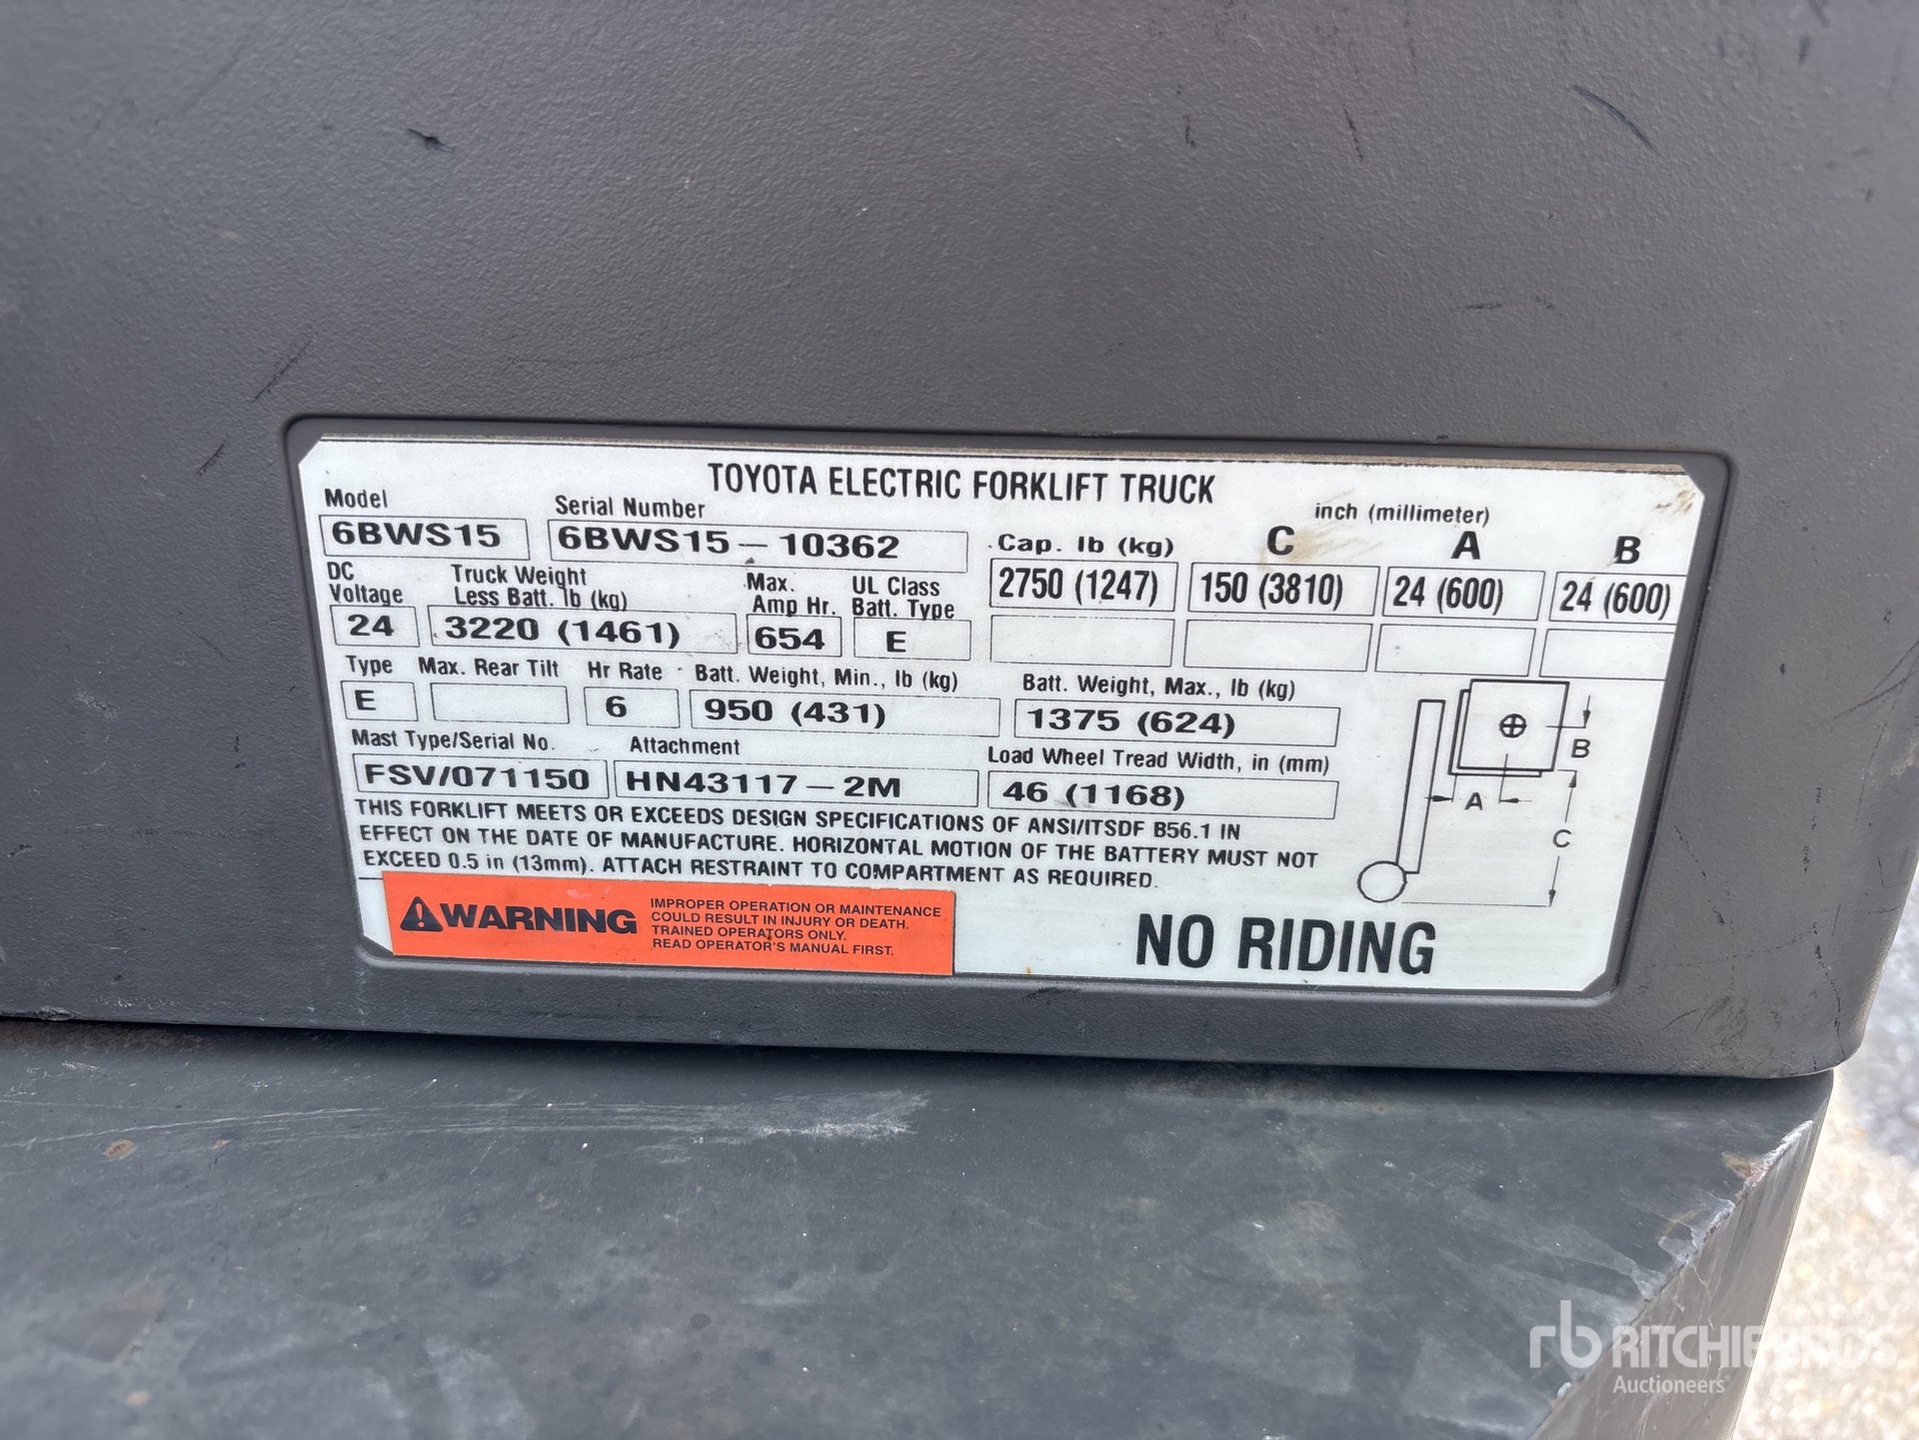 TOYOTA ELECTRIC FORKLIFT TRUCK
Model
Serial Number
6BWS15
6BWS15-10362
inch (millimeter)
Cap. lb (kg)
C
A
B
2750 (1247)
150 (3810)
24 (600)
24 (600)
DC
Voltage
Truck Weight
Less Batt. lb (kg)
Max.
Amp Hr.
UL Class
Batt. Type
24
3220 (1461)
654
E
Type
Max. Rear Tilt
Hr Rate
Batt. Weight, Min., lb (kg)
Batt. Weight, Max., lb (kg)
E
6
950 (431)
1375 (624)
Mast Type/Serial No.
Attachment
Load Wheel Tread Width, in (mm)
FSV/071150
HN43117-2M
46 (1168)
B
A
C
THIS FORKLIFT MEETS OR EXCEEDS DESIGN SPECIFICATIONS OF ANSI/ITSDF B56.1 IN
EFFECT ON THE DATE OF MANUFACTURE. HORIZONTAL MOTION OF THE BATTERY MUST NOT
EXCEED 0.5 in (13mm). ATTACH RESTRAINT TO COMPARTMENT AS REQUIRED.
WARNING
IMPROPER OPERATION OR MAINTENANCE
COULD RESULT IN INJURY OR DEATH.
TRAINED OPERATORS ONLY.
READ OPERATOR'S MANUAL FIRST.
NO RIDING
rb RITCHIE BROS.
Auctioneers